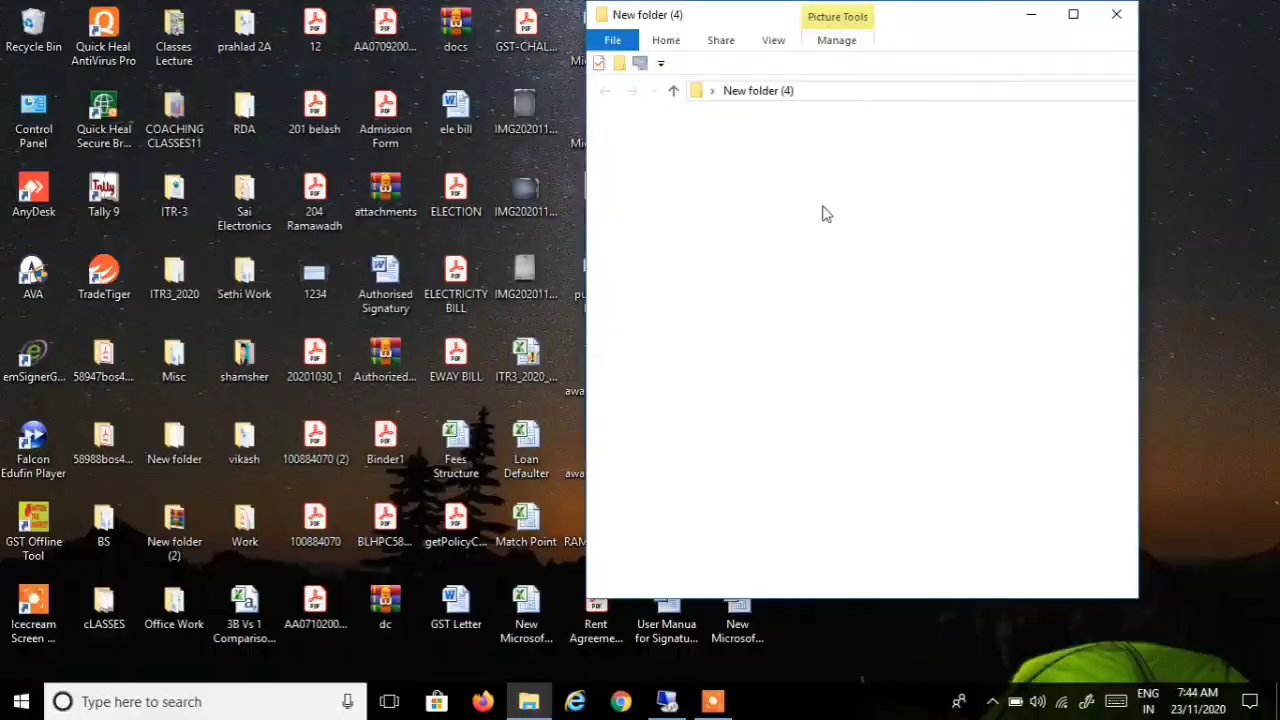 Recycle Bin
Quick Heal
AntiVirus Pro
Classes
Lecture
prahlad 2A
12
AA0709200...
docs
GST-CHAL...
Control
Panel
Quick Heal
Secure Br...
COACHING
CLASSES11
RDA
201 belash
Admission
Form
ele bill
IMG202011...
AnyDesk
Tally 9
ITR-3
Sai
Electronics
204
Ramawadh
attachments
ELECTION
IMG202011...
AVA
TradeTiger
ITR3_2020
Sethi Work
1234
Authorised
Signatury
ELECTRICITY
BILL
IMG202011...
emSignerG...
58947bos4...
Misc
shamsher
20201030_1
Authorized...
EWAY BILL
ITR3_2020_...
Falcon
Edufin Player
58988bos4...
New folder
vikash
100884070 (2)
Binder1
Fees
Structure
Loan
Defaulter
GST Offline
Tool
BS
New folder
(2)
Work
100884070
BLHPC58...
getPolicyC...
Match Point
Icecream
Screen ...
cLASSES
Office Work
3B Vs 1
Compariso...
AA0710200...
dc
GST Letter
New
Microsof...
Rent
Agreeme...
User Manua
for Signatu...
New
Microsof...
New folder (4)
Picture Tools
File
Home
Share
View
Manage
New folder (4)
Type here to search
ENG
IN
7:44 AM
23/11/2020